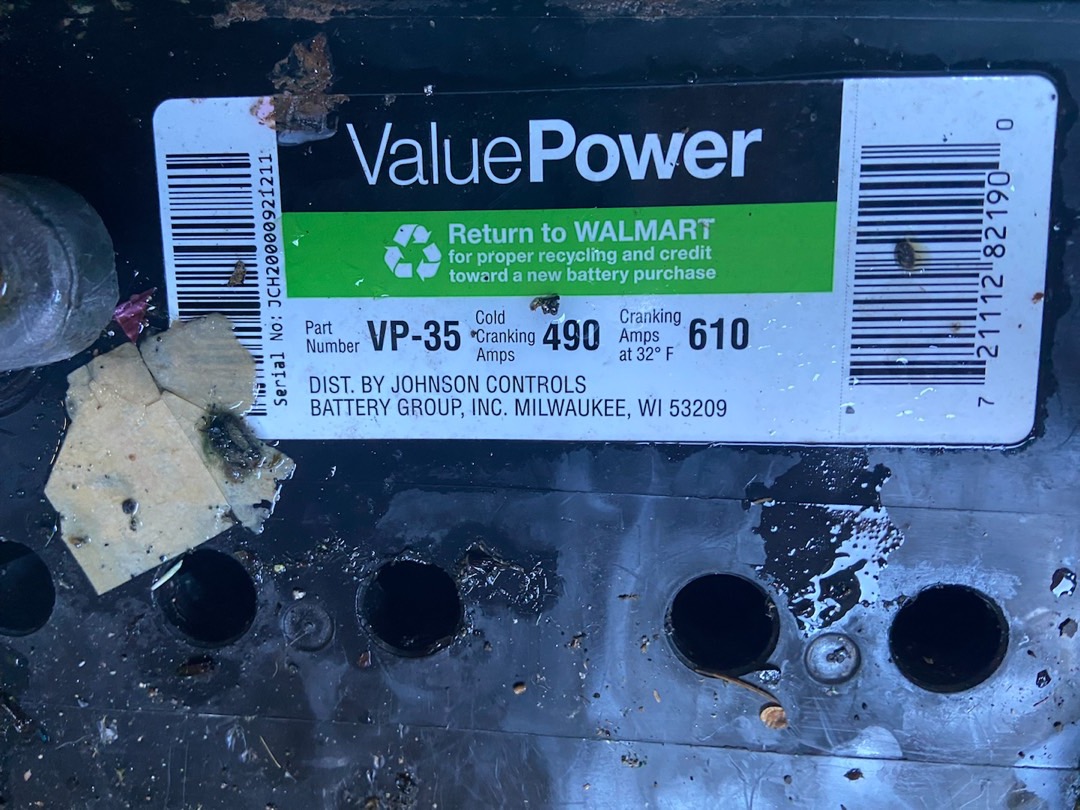 ValuePower
Return to WALMART
for proper recycling and credit
toward a new battery purchase
Part
Number
VP-35
Cold
Cranking
Amps
490
Cranking
Amps
at 32° F
610
DIST. BY JOHNSON CONTROLS
BATTERY GROUP, INC. MILWAUKEE, WI 53209
Serial No: JCH20000921211
7 21112 82190 0